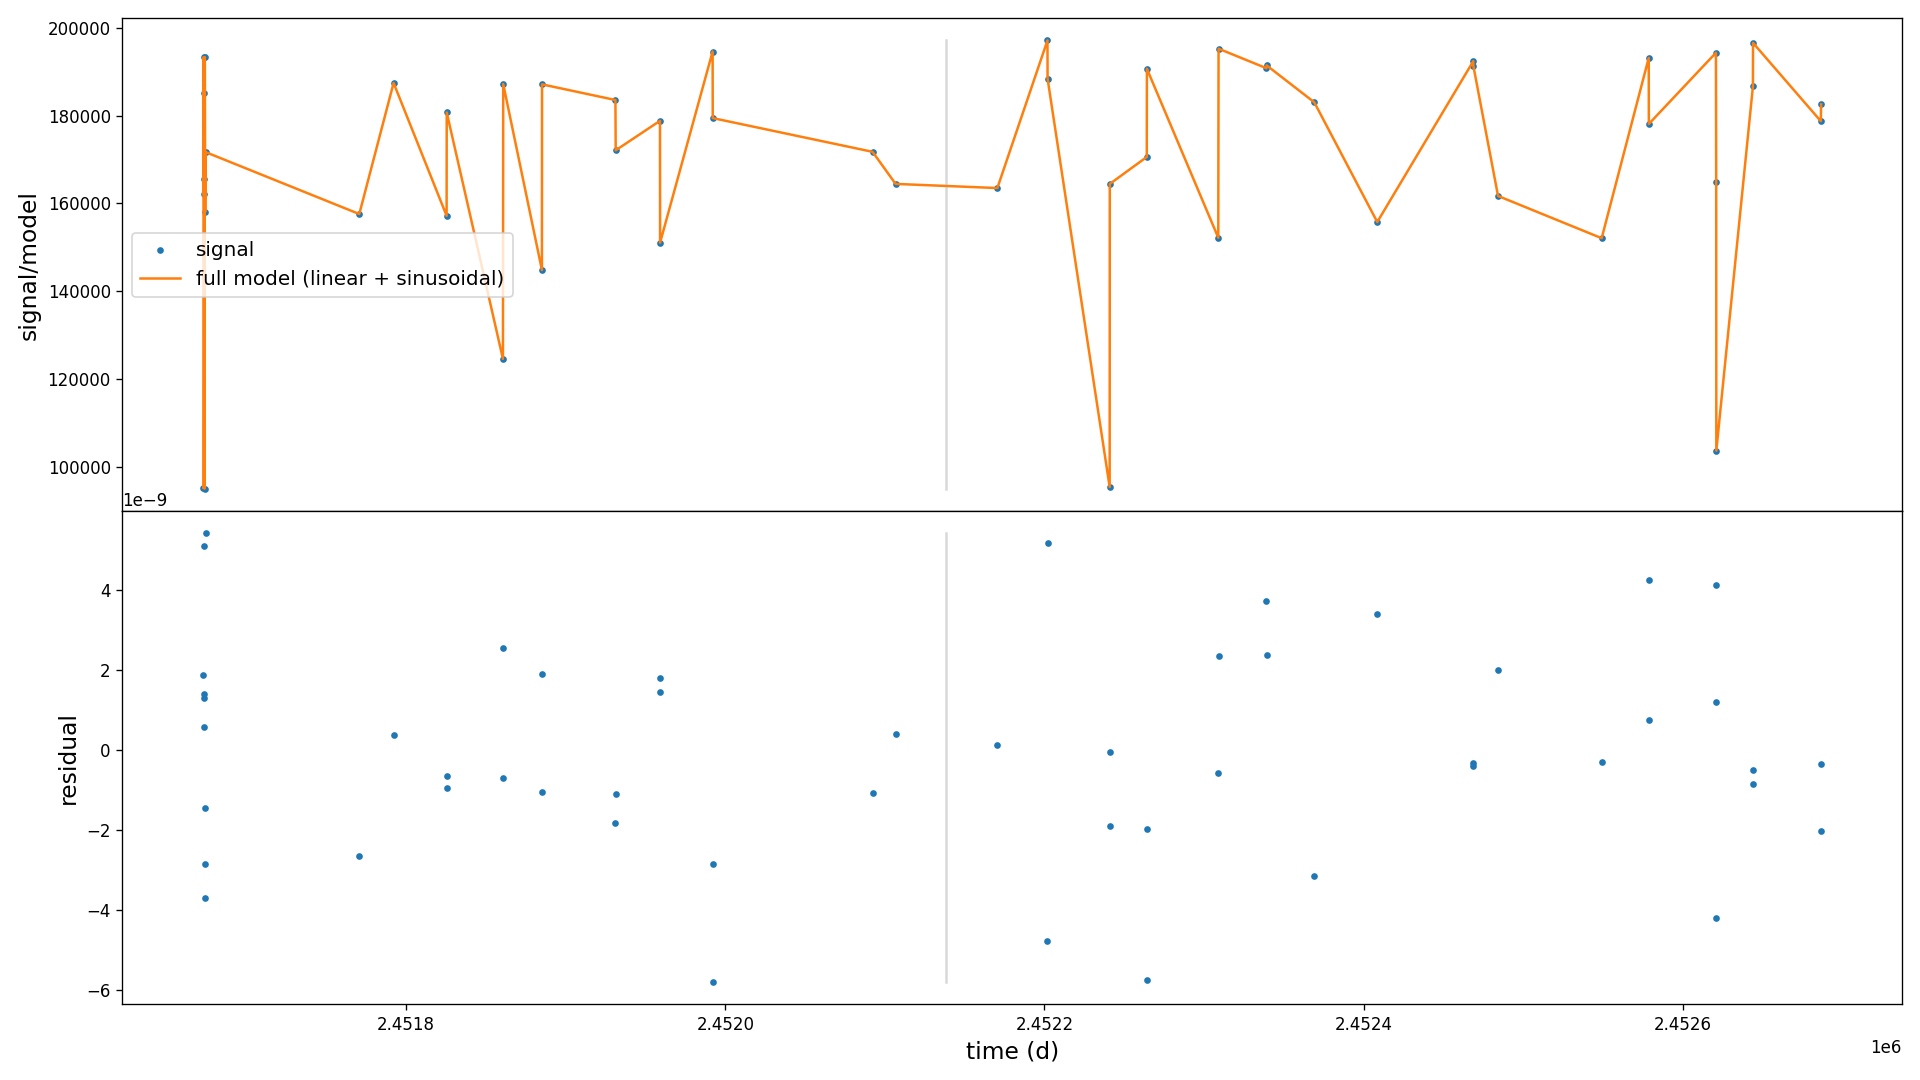 200000
180000
160000
140000
120000
100000
signal/model
signal
full model (linear + sinusoidal)
1e−9
4
2
0
−2
−4
−6
residual
2.4518
2.4520
2.4522
2.4524
2.4526
time (d)
1e6